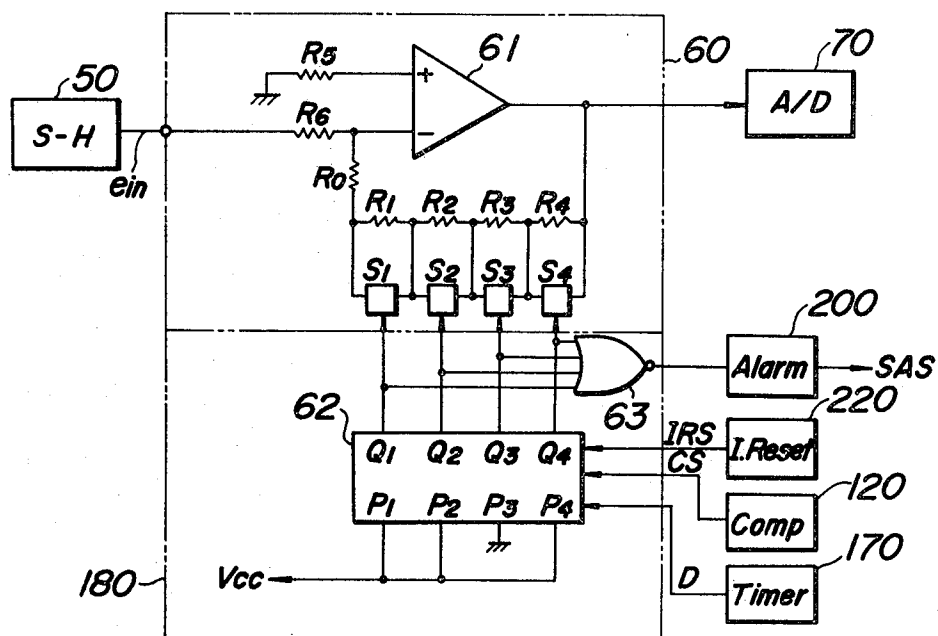 50
S-H
ein
R5
R6
R0
61
+
−
60
70
A/D
R1 R2 R3 R4
S1 S2 S3 S4
200
Alarm
SAS
63
62
Q1 Q2 Q3 Q4
P1 P2 P3 P4
IRS
CS
220
I.Reset
120
Comp
170
D
Timer
Vcc
180